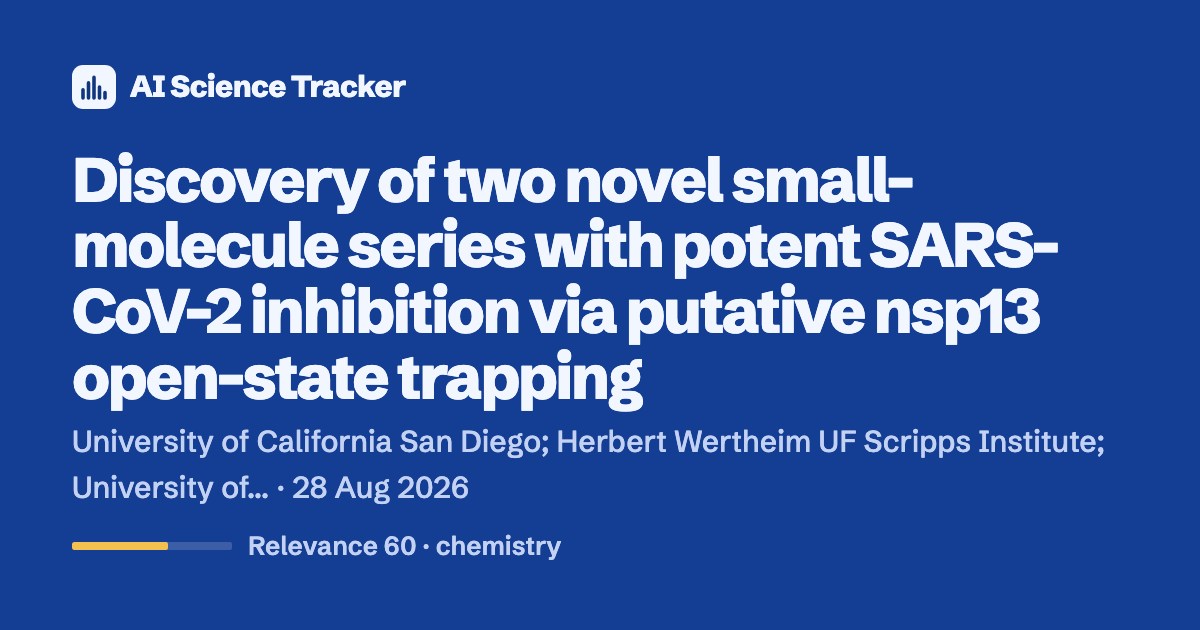 AI Science Tracker
Discovery of two novel small-
molecule series with potent SARS-
CoV-2 inhibition via putative nsp13
open-state trapping
University of California San Diego; Herbert Wertheim UF Scripps Institute;
University of... · 28 Aug 2026
Relevance 60 · chemistry